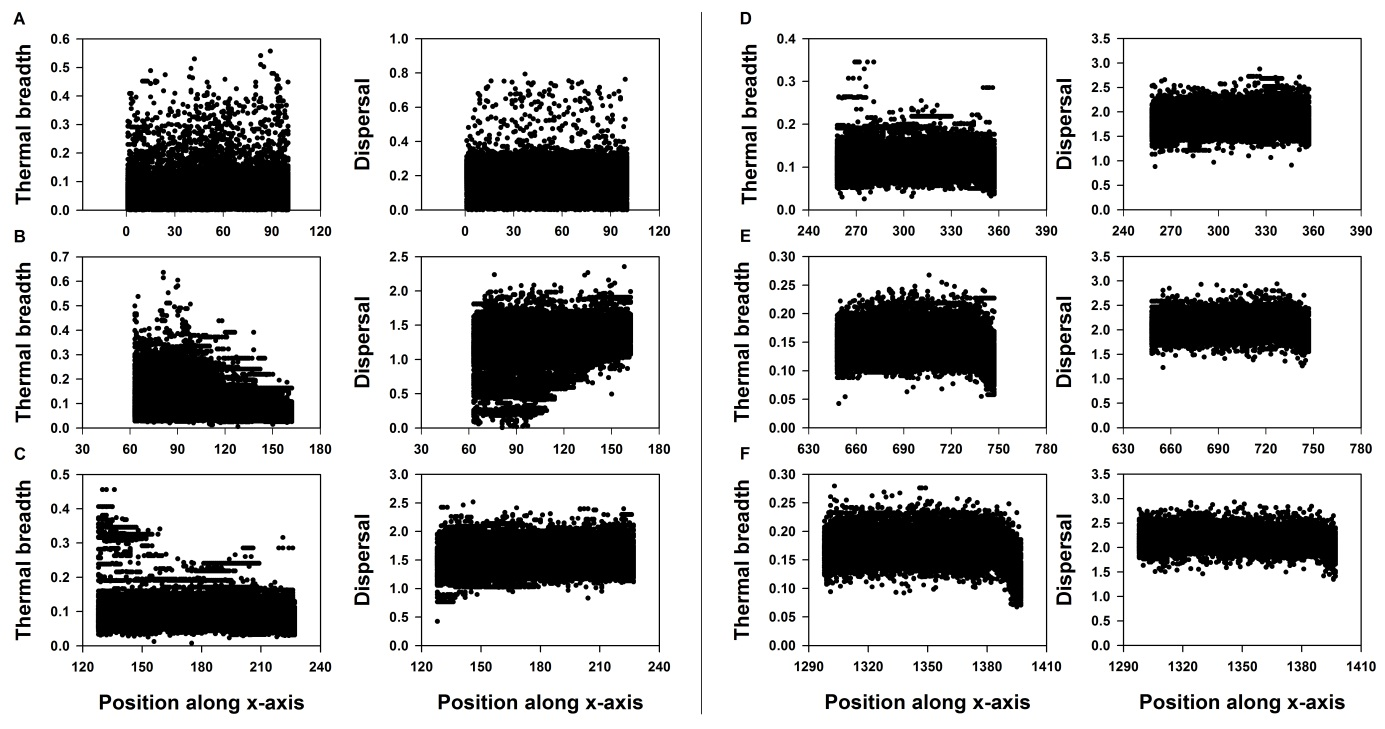 A
Thermal breadth
0.6
0.5
0.4
0.3
0.2
0.1
0.0
0 30 60 90 120
Dispersal
1.0
0.8
0.6
0.4
0.2
0.0
0 30 60 90 120
B
Thermal breadth
0.7
0.6
0.5
0.4
0.3
0.2
0.1
0.0
30 60 90 120 150 180
Dispersal
2.5
2.0
1.5
1.0
0.5
0.0
30 60 90 120 150 180
C
Thermal breadth
0.5
0.4
0.3
0.2
0.1
0.0
120 150 180 210 240
Position along x-axis
Dispersal
3.0
2.5
2.0
1.5
1.0
0.5
0.0
120 150 180 210 240
Position along x-axis
D
Thermal breadth
0.4
0.3
0.2
0.1
0.0
240 270 300 330 360 390
Dispersal
3.5
3.0
2.5
2.0
1.5
1.0
0.5
0.0
240 270 300 330 360 390
E
Thermal breadth
0.30
0.25
0.20
0.15
0.10
0.05
0.00
630 660 690 720 750 780
Dispersal
3.5
3.0
2.5
2.0
1.5
1.0
0.5
0.0
630 660 690 720 750 780
F
Thermal breadth
0.30
0.25
0.20
0.15
0.10
0.05
0.00
1290 1320 1350 1380 1410
Position along x-axis
Dispersal
3.5
3.0
2.5
2.0
1.5
1.0
0.5
0.0
1290 1320 1350 1380 1410
Position along x-axis